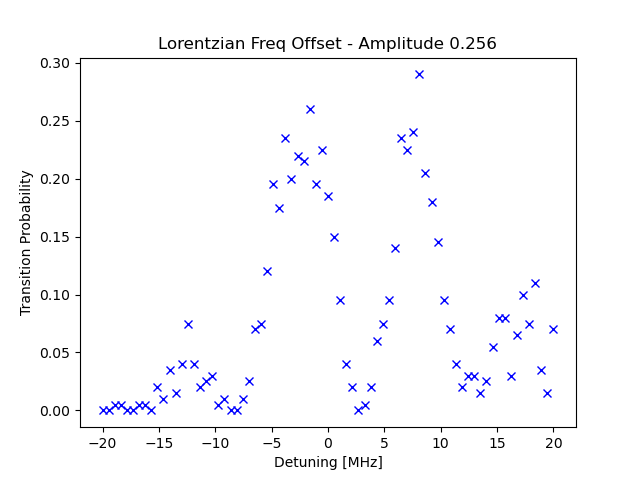 Lorentzian Freq Offset - Amplitude 0.256
0.30
0.25
0.20
0.15
0.10
0.05
0.00
Transition Probability
−20 −15 −10 −5 0 5 10 15 20
Detuning [MHz]